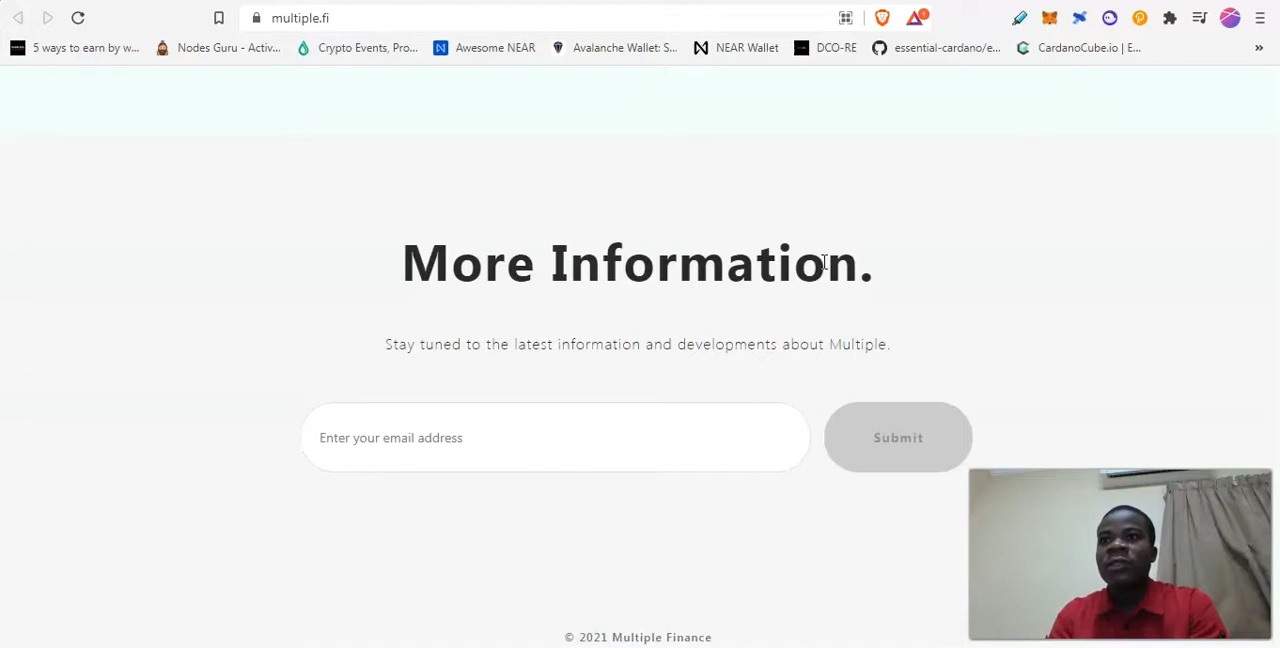 multiple.fi
1
5 ways to earn by w...
Nodes Guru - Activ...
Crypto Events, Pro...
Awesome NEAR
Avalanche Wallet: S...
NEAR Wallet
DCO-RE
essential-cardano/e...
CardanoCube.io | E...
»
More Information.
Stay tuned to the latest information and developments about Multiple.
Enter your email address
Submit
© 2021 Multiple Finance